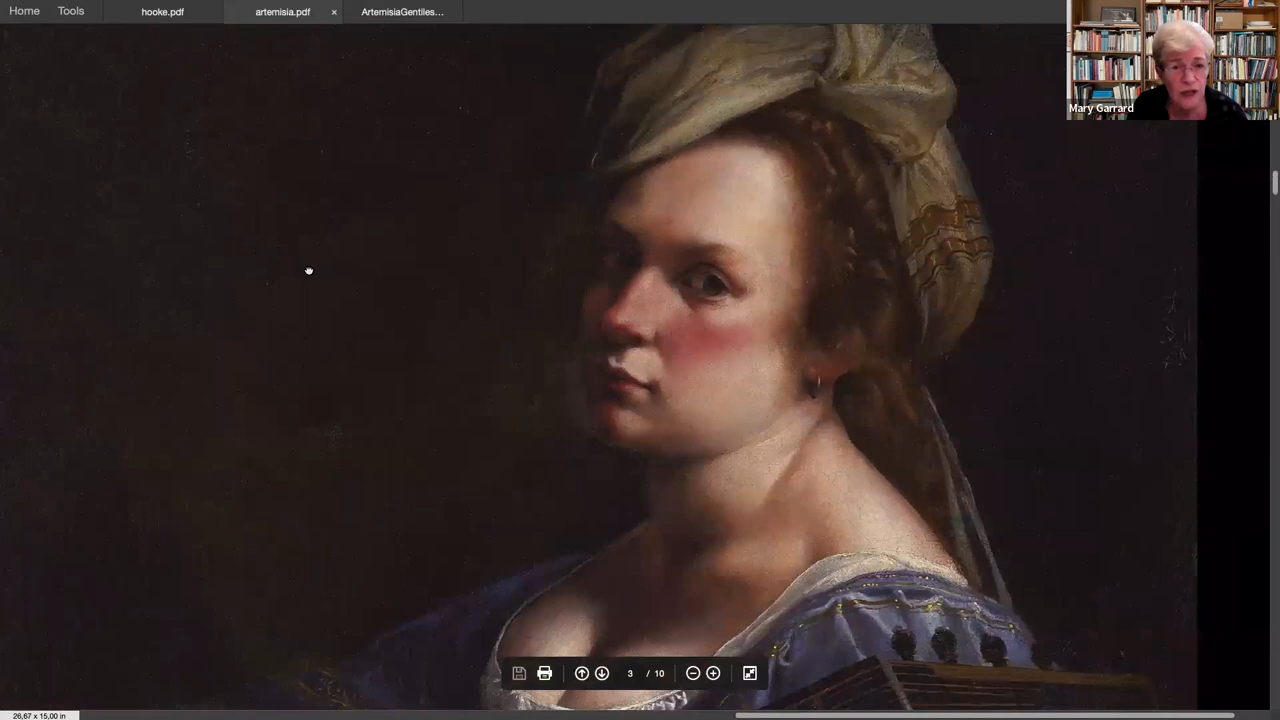 Home Tools hooke.pdf artemisia.pdf × ArtemisiaGentiles...
Mary Garrard
3 / 10
26,67 x 15,00 in